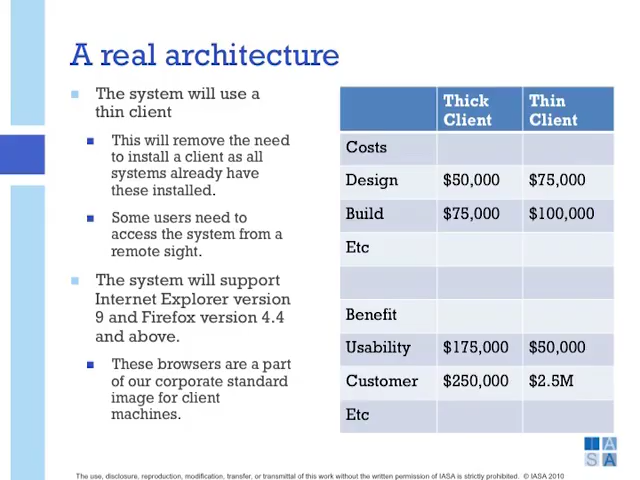 A real architecture
The system will use a
thin client
This will remove the need
to install a client as all
systems already have
these installed.
Some users need to
access the system from a
remote sight.
The system will support
Internet Explorer version
9 and Firefox version 4.4
and above.
These browsers are a part
of our corporate standard
image for client
machines.
Thick Client Thin Client
Costs
Design $50,000 $75,000
Build $75,000 $100,000
Etc
Benefit
Usability $175,000 $50,000
Customer $250,000 $2.5M
Etc
I A
S A
The use, disclosure, reproduction, modification, transfer, or transmittal of this work without the written permission of IASA is strictly prohibited. © IASA 2010